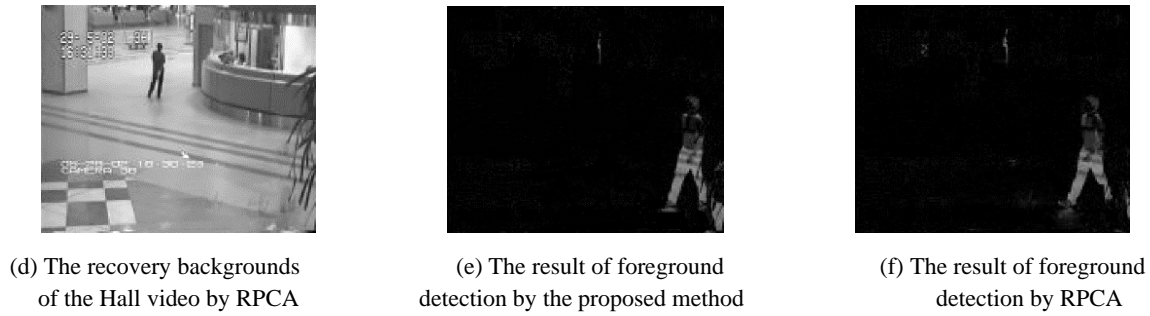 CAMERA
(d) The recovery backgrounds
of the Hall video by RPCA
(e) The result of foreground
detection by the proposed method
(f) The result of foreground
detection by RPCA